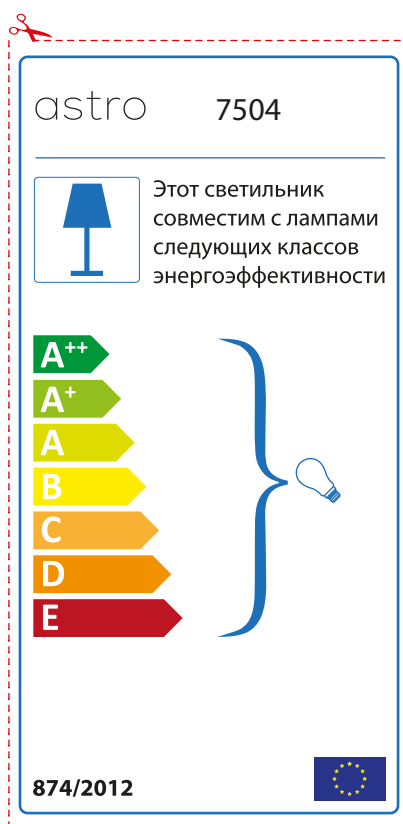 astro 7504
Этот светильник
совместим с лампами
следующих классов
энергоэффективности
A++
A+
A
B
C
D
E
874/2012